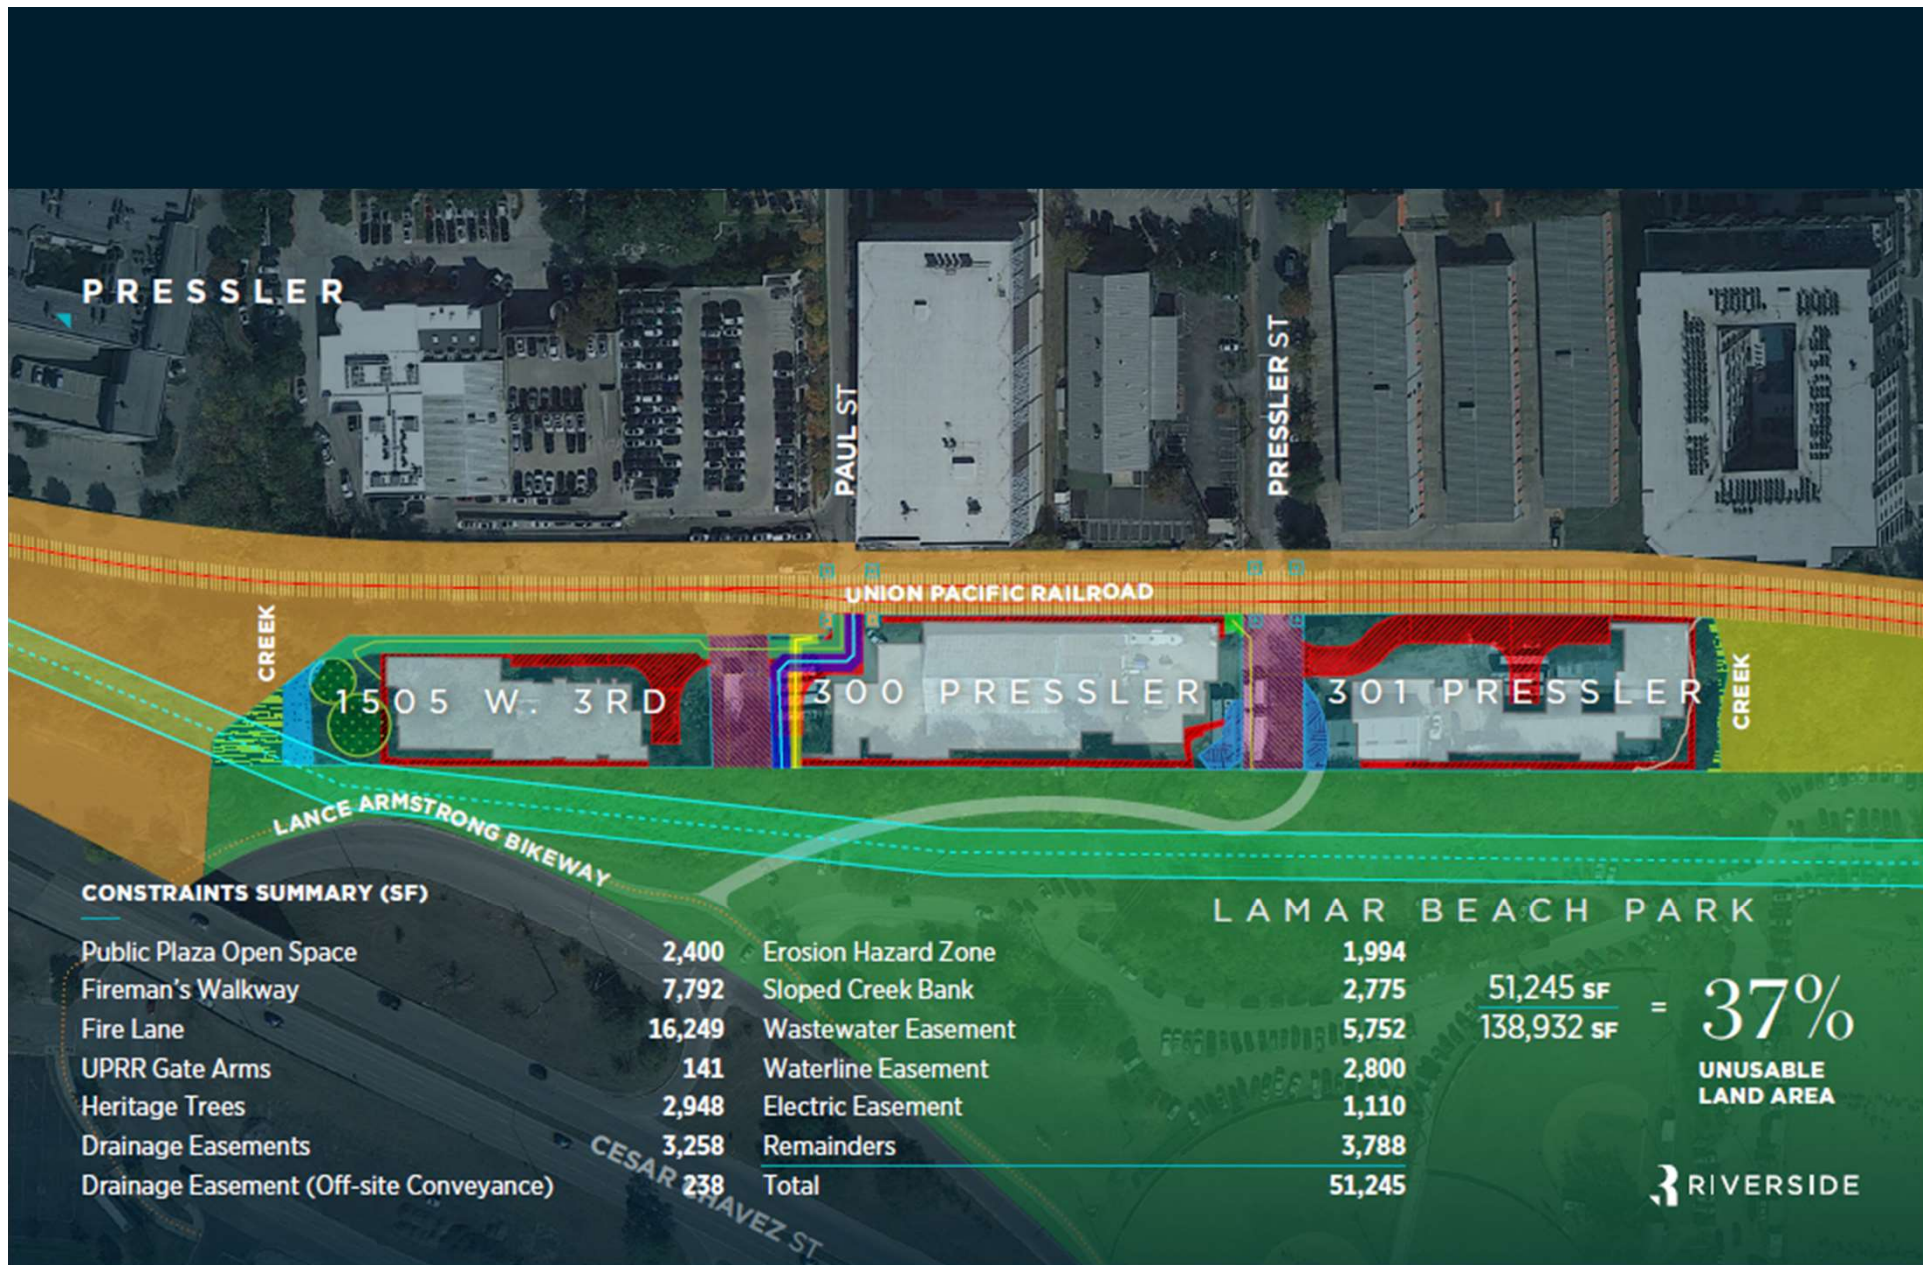 PRESSLER
PAUL ST
PRESSLER ST
UNION PACIFIC RAILROAD
CREEK
1505 W. 3RD
300 PRESSLER
301 PRESSLER
CREEK
LANCE ARMSTRONG BIKEWAY
LAMAR BEACH PARK
CONSTRAINTS SUMMARY (SF)
Public Plaza Open Space 2,400
Fireman's Walkway 7,792
Fire Lane 16,249
UPRR Gate Arms 141
Heritage Trees 2,948
Drainage Easements 3,258
Drainage Easement (Off-site Conveyance) 238
Erosion Hazard Zone 1,994
Sloped Creek Bank 2,775
Wastewater Easement 5,752
Waterline Easement 2,800
Electric Easement 1,110
Remainders 3,788
Total 51,245
51,245 SF
138,932 SF
= 37%
UNUSABLE
LAND AREA
CESAR CHAVEZ ST
RIVERSIDE